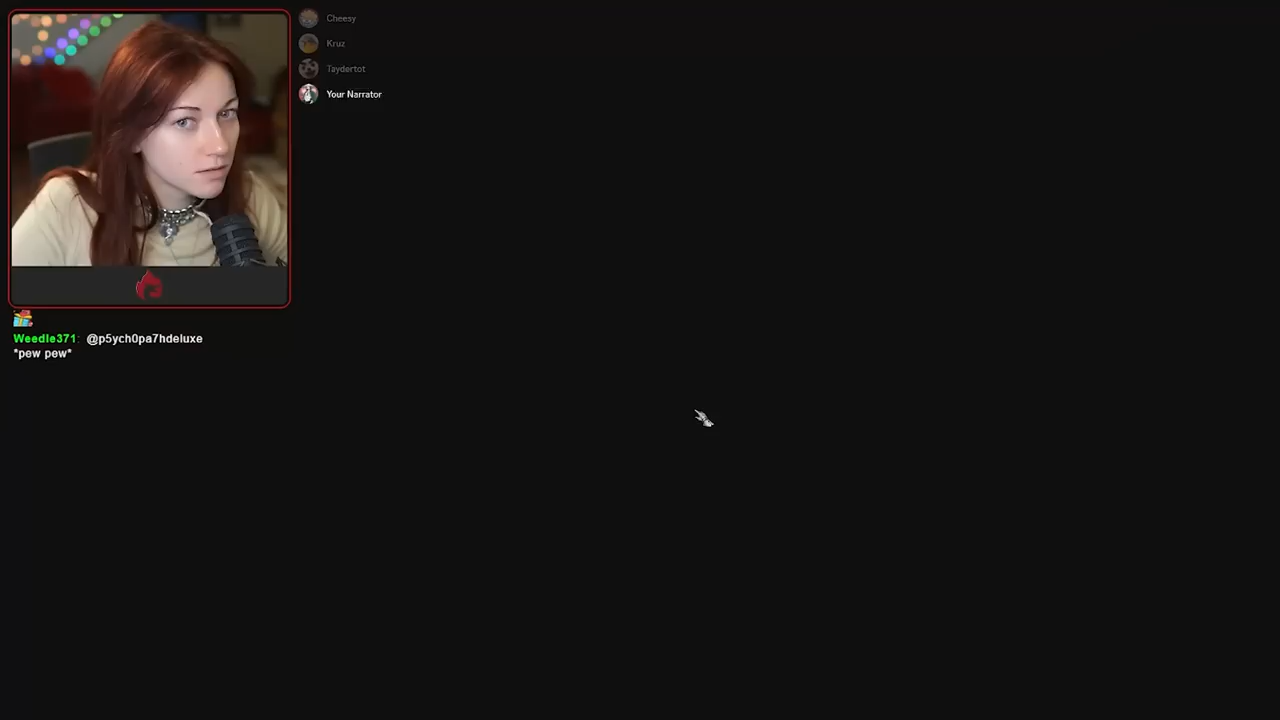 Cheesy
Kruz
Taydertot
Your Narrator
Weedle371: @p5ych0pa7hdeluxe
*pew pew*